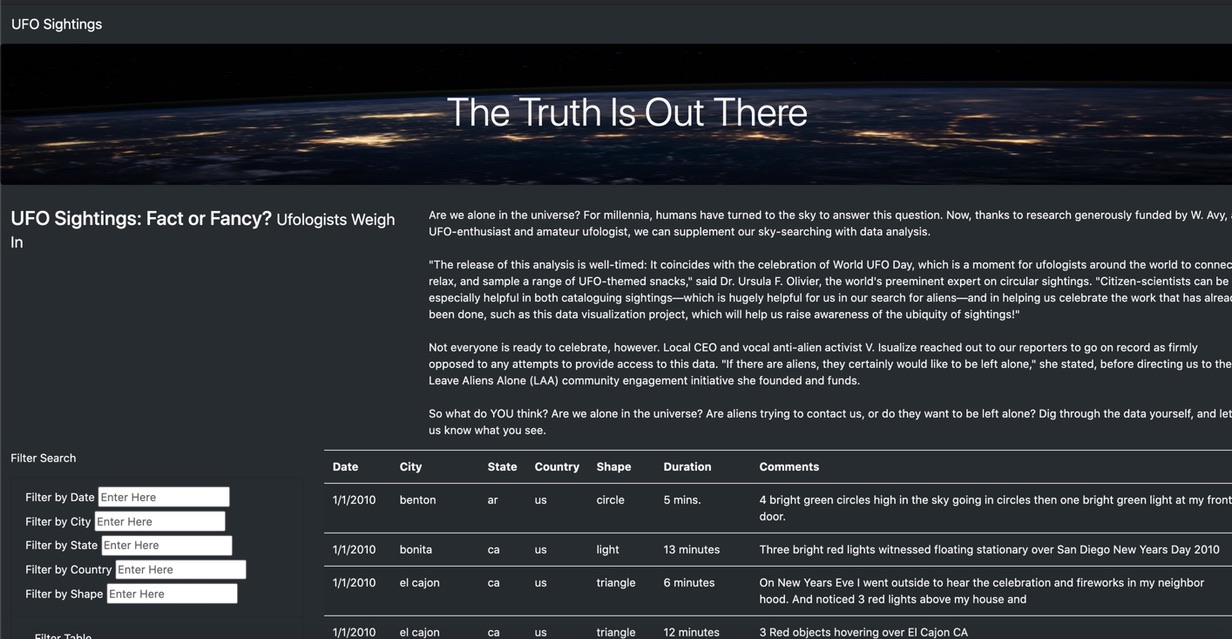 UFO Sightings
The Truth Is Out There
UFO Sightings: Fact or Fancy? Ufologists Weigh
In
Are we alone in the universe? For millennia, humans have turned to the sky to answer this question. Now, thanks to research generously funded by W. Avy,
UFO-enthusiast and amateur ufologist, we can supplement our sky-searching with data analysis.
"The release of this analysis is well-timed: It coincides with the celebration of World UFO Day, which is a moment for ufologists around the world to connec
relax, and sample a range of UFO-themed snacks," said Dr. Ursula F. Olivier, the world's preeminent expert on circular sightings. "Citizen-scientists can be
especially helpful in both cataloguing sightings—which is hugely helpful for us in our search for aliens—and in helping us celebrate the work that has alrea
been done, such as this data visualization project, which will help us raise awareness of the ubiquity of sightings!"
Not everyone is ready to celebrate, however. Local CEO and vocal anti-alien activist V. Isualize reached out to our reporters to go on record as firmly
opposed to any attempts to provide access to this data. "If there are aliens, they certainly would like to be left alone," she stated, before directing us to the
Leave Aliens Alone (LAA) community engagement initiative she founded and funds.
So what do YOU think? Are we alone in the universe? Are aliens trying to contact us, or do they want to be left alone? Dig through the data yourself, and let
us know what you see.
Filter Search
Filter by Date Enter Here
Filter by City Enter Here
Filter by State Enter Here
Filter by Country Enter Here
Filter by Shape Enter Here
Filter Table
Date City State Country Shape Duration Comments
1/1/2010 benton ar us circle 5 mins. 4 bright green circles high in the sky going in circles then one bright green light at my front
door.
1/1/2010 bonita ca us light 13 minutes Three bright red lights witnessed floating stationary over San Diego New Years Day 2010
1/1/2010 el cajon ca us triangle 6 minutes On New Years Eve I went outside to hear the celebration and fireworks in my neighbor
hood. And noticed 3 red lights above my house and
1/1/2010 el cajon ca us triangle 12 minutes 3 Red objects hovering over El Cajon CA